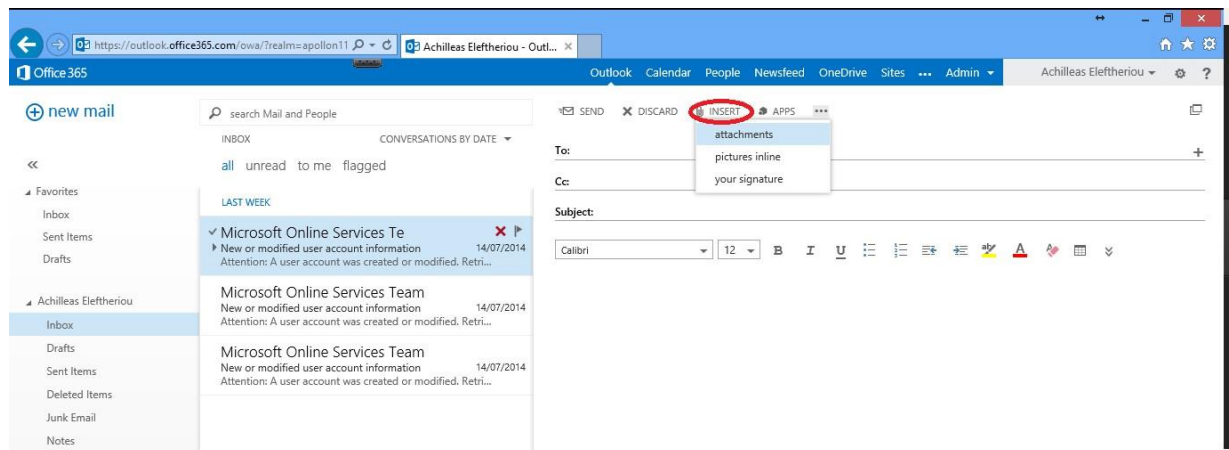 https://outlook.office365.com/owa/?realm=apollon11
Achilleas Eleftheriou - Outl...
Office 365
Outlook Calendar People Newsfeed OneDrive Sites ••• Admin
Achilleas Eleftheriou
?
new mail
Favorites
Inbox
Sent Items
Drafts
Achilleas Eleftheriou
Inbox
Drafts
Sent Items
Deleted Items
Junk Email
Notes
search Mail and People
INBOX CONVERSATIONS BY DATE
all unread to me flagged
LAST WEEK
Microsoft Online Services Te
New or modified user account information 14/07/2014
Attention: A user account was created or modified. Retri...
Microsoft Online Services Team
New or modified user account information 14/07/2014
Attention: A user account was created or modified. Retri...
Microsoft Online Services Team
New or modified user account information 14/07/2014
Attention: A user account was created or modified. Retri...
SEND DISCARD INSERT APPS •••
attachments
pictures inline
your signature
To:
Cc:
Subject:
Calibri 12 B I U